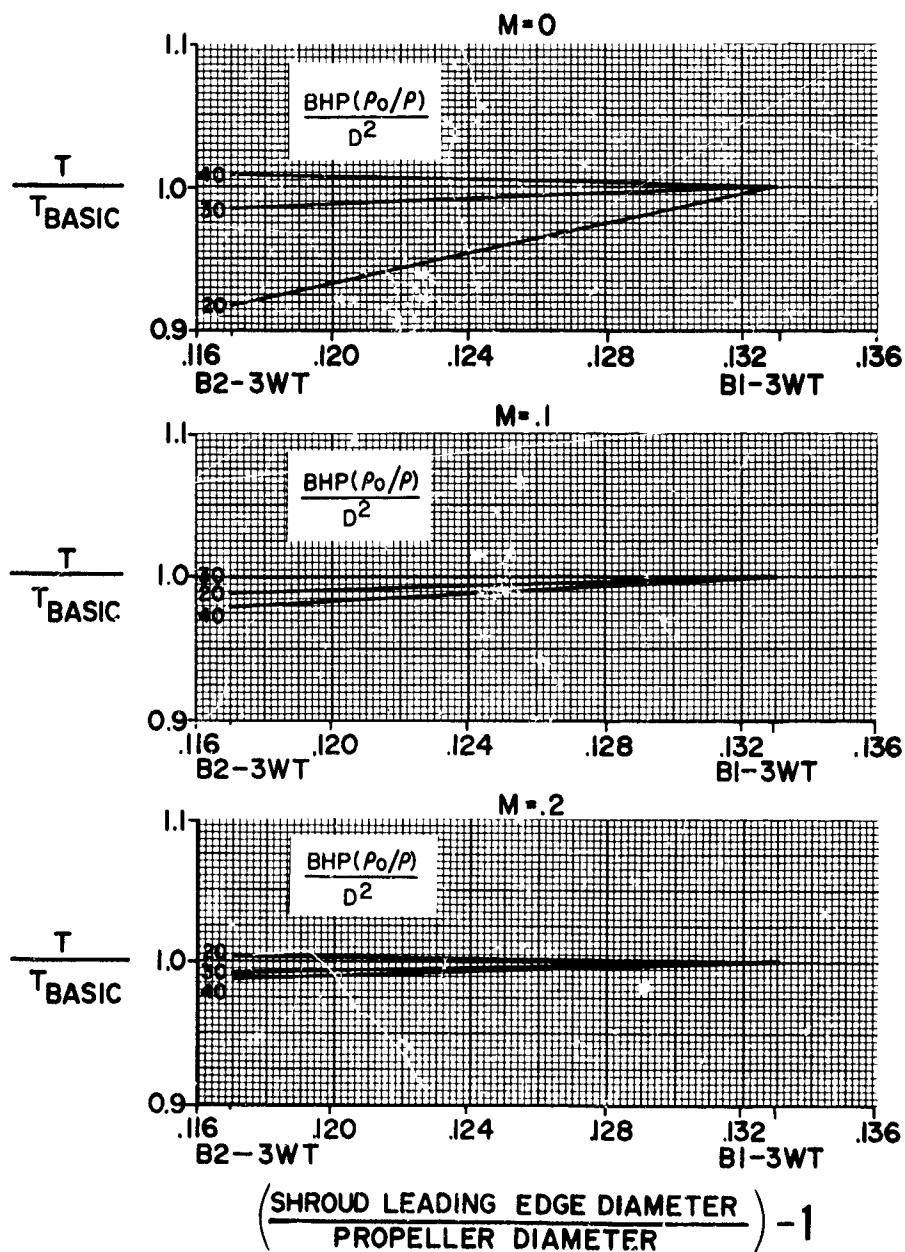 M=0
1.1
BHP(ρ₀/ρ)
D²
T
T BASIC
40
1.0
30
20
0.9
.116 .120 .124 .128 .132 .136
B2-3WT B1-3WT
M=.1
1.1
BHP(ρ₀/ρ)
D²
T
T BASIC
1.0 30
20
40
0.9
.116 .120 .124 .128 .132 .136
B2-3WT B1-3WT
M=.2
1.1
BHP(ρ₀/ρ)
D²
T
T BASIC
20
1.0
30
40
0.9
.116 .120 .124 .128 .132 .136
B2-3WT B1-3WT
(SHROUD LEADING EDGE DIAMETER
PROPELLER DIAMETER) -1